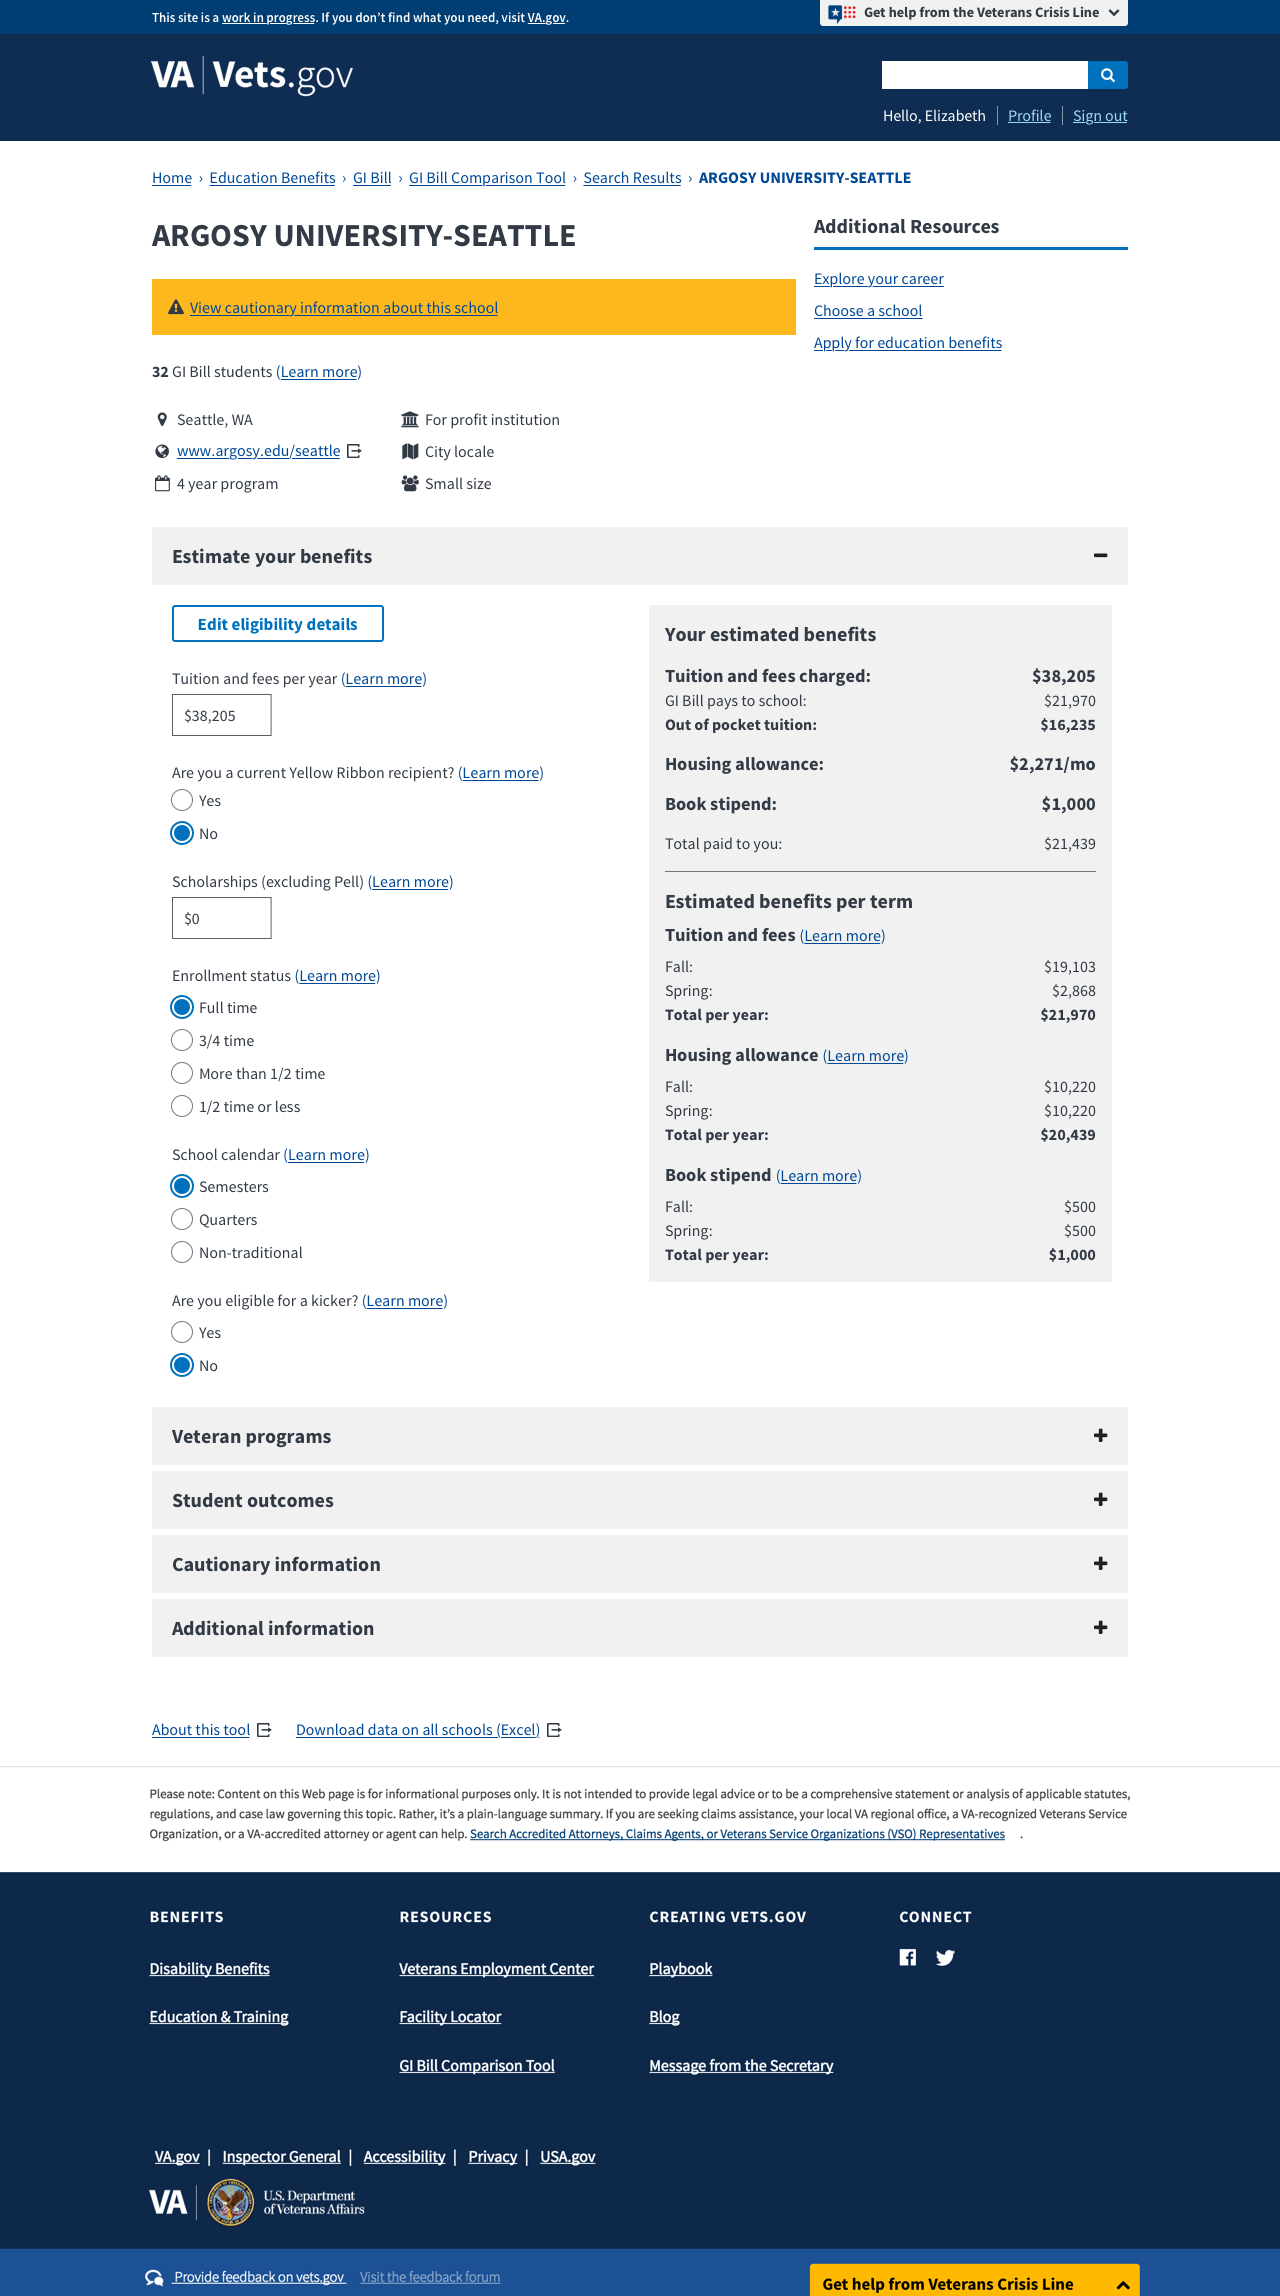 This site is a work in progress. If you don't find what you need, visit VA.gov.
Get help from the Veterans Crisis Line
VA | Vets.gov
Hello, Elizabeth
Profile
Sign out
Home › Education Benefits › GI Bill › GI Bill Comparison Tool › Search Results › ARGOSY UNIVERSITY-SEATTLE
ARGOSY UNIVERSITY-SEATTLE
View cautionary information about this school
32 GI Bill students (Learn more)
Seattle, WA
www.argosy.edu/seattle
4 year program
For profit institution
City locale
Small size
Additional Resources
Explore your career
Choose a school
Apply for education benefits
Estimate your benefits
Edit eligibility details
Tuition and fees per year (Learn more)
$38,205
Are you a current Yellow Ribbon recipient? (Learn more)
Yes
No
Scholarships (excluding Pell) (Learn more)
$0
Enrollment status (Learn more)
Full time
3/4 time
More than 1/2 time
1/2 time or less
School calendar (Learn more)
Semesters
Quarters
Non-traditional
Are you eligible for a kicker? (Learn more)
Yes
No
Your estimated benefits
Tuition and fees charged: $38,205
GI Bill pays to school: $21,970
Out of pocket tuition: $16,235
Housing allowance: $2,271/mo
Book stipend: $1,000
Total paid to you: $21,439
Estimated benefits per term
Tuition and fees (Learn more)
Fall: $19,103
Spring: $2,868
Total per year: $21,970
Housing allowance (Learn more)
Fall: $10,220
Spring: $10,220
Total per year: $20,439
Book stipend (Learn more)
Fall: $500
Spring: $500
Total per year: $1,000
Veteran programs
Student outcomes
Cautionary information
Additional information
About this tool
Download data on all schools (Excel)
Please note: Content on this Web page is for informational purposes only. It is not intended to provide legal advice or to be a comprehensive statement or analysis of applicable statutes,
regulations, and case law governing this topic. Rather, it's a plain-language summary. If you are seeking claims assistance, your local VA regional office, a VA-recognized Veterans Service
Organization, or a VA-accredited attorney or agent can help. Search Accredited Attorneys, Claims Agents, or Veterans Service Organizations (VSO) Representatives .
BENEFITS
Disability Benefits
Education & Training
RESOURCES
Veterans Employment Center
Facility Locator
GI Bill Comparison Tool
CREATING VETS.GOV
Playbook
Blog
Message from the Secretary
CONNECT
VA.gov | Inspector General | Accessibility | Privacy | USA.gov
VA
U.S. Department
of Veterans Affairs
Provide feedback on vets.gov
Visit the feedback forum
Get help from Veterans Crisis Line